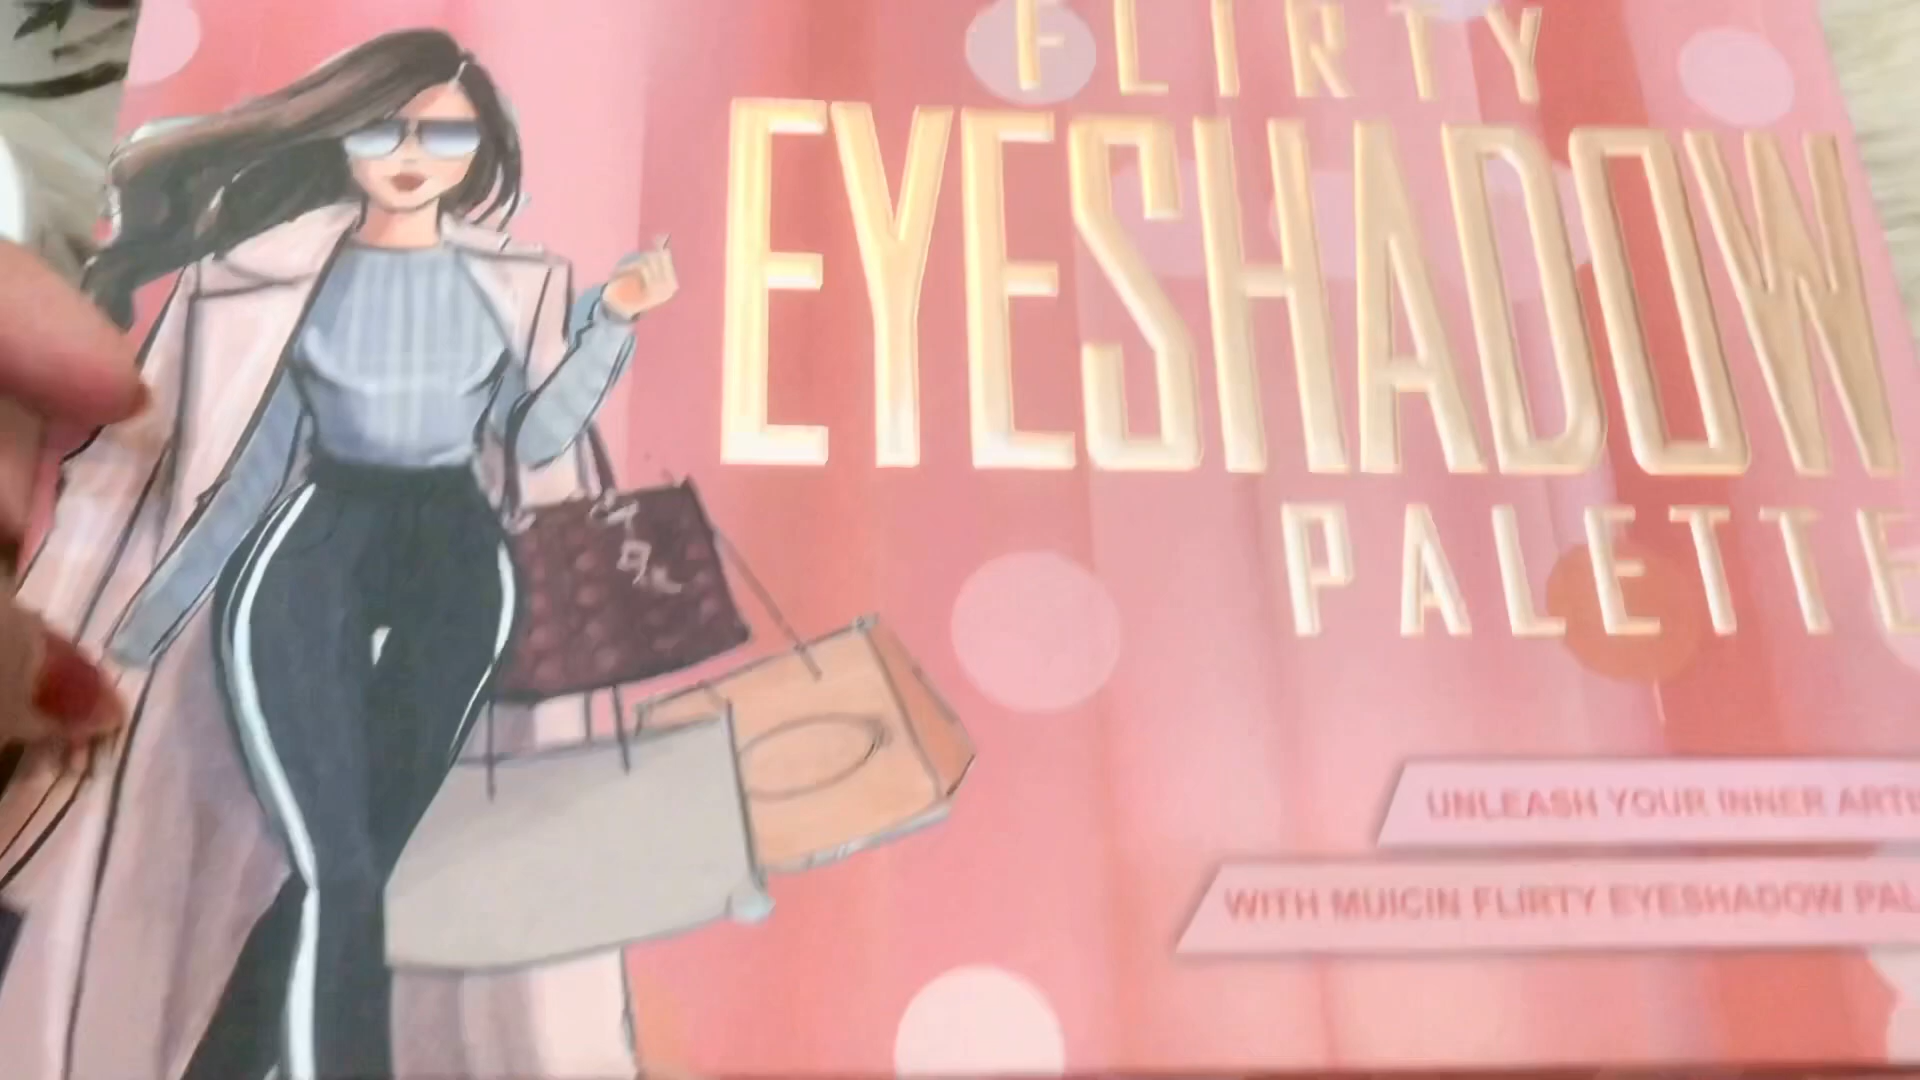 FLIRTY
EYESHADOW
PALETTE
UNLEASH YOUR INNER
WITH MUICIN FLIRTY EYESHADOW